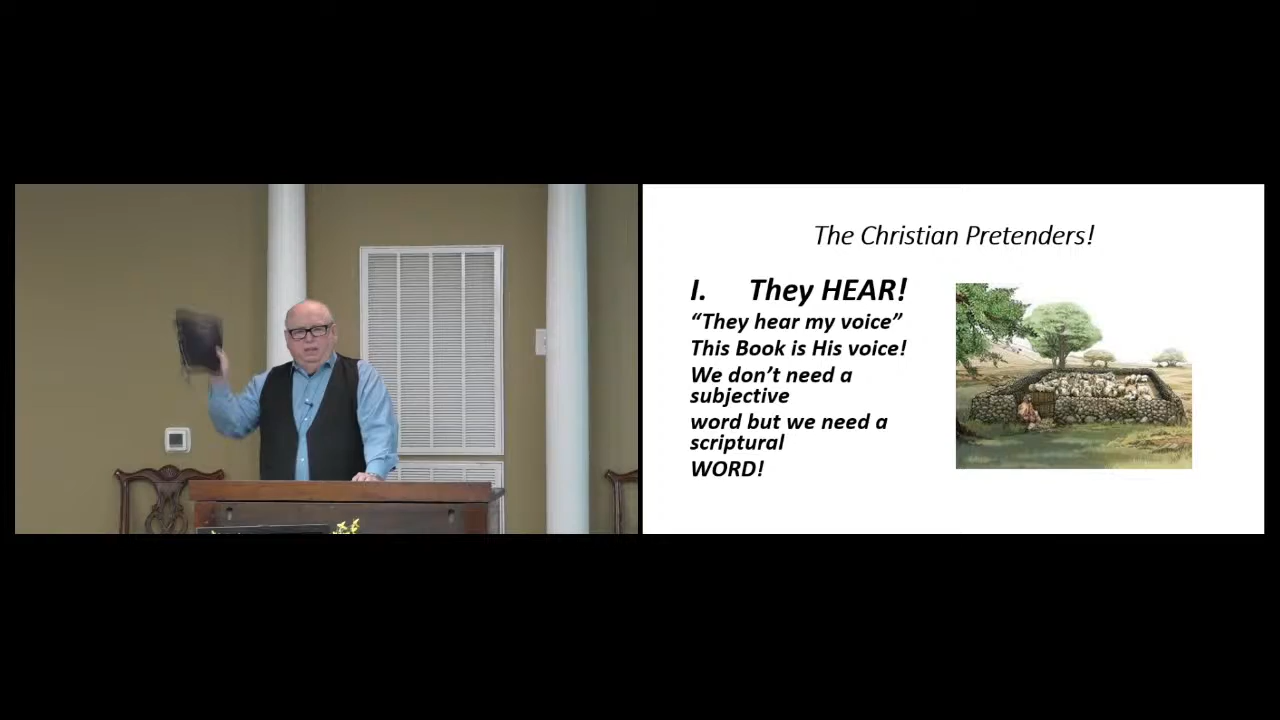 The Christian Pretenders!
I. They HEAR!
“They hear my voice”
This Book is His voice!
We don’t need a
subjective
word but we need a
scriptural
WORD!